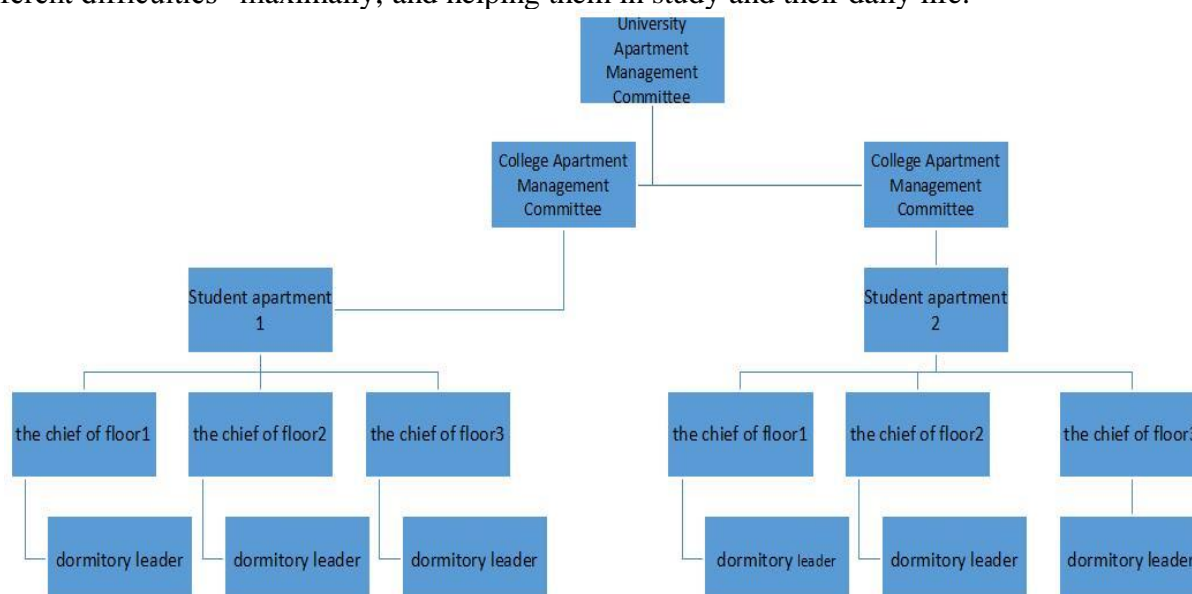 ferent difficulties" maximally, and helping them in study and their daily life.
University
Apartment
Management
Committee
College Apartment
Management
Committee
College Apartment
Management
Committee
Student apartment
1
Student apartment
2
the chief of floor1
the chief of floor2
the chief of floor3
the chief of floor1
the chief of floor2
the chief of floor3
dormitory leader
dormitory leader
dormitory leader
dormitory leader
dormitory leader
dormitory leader